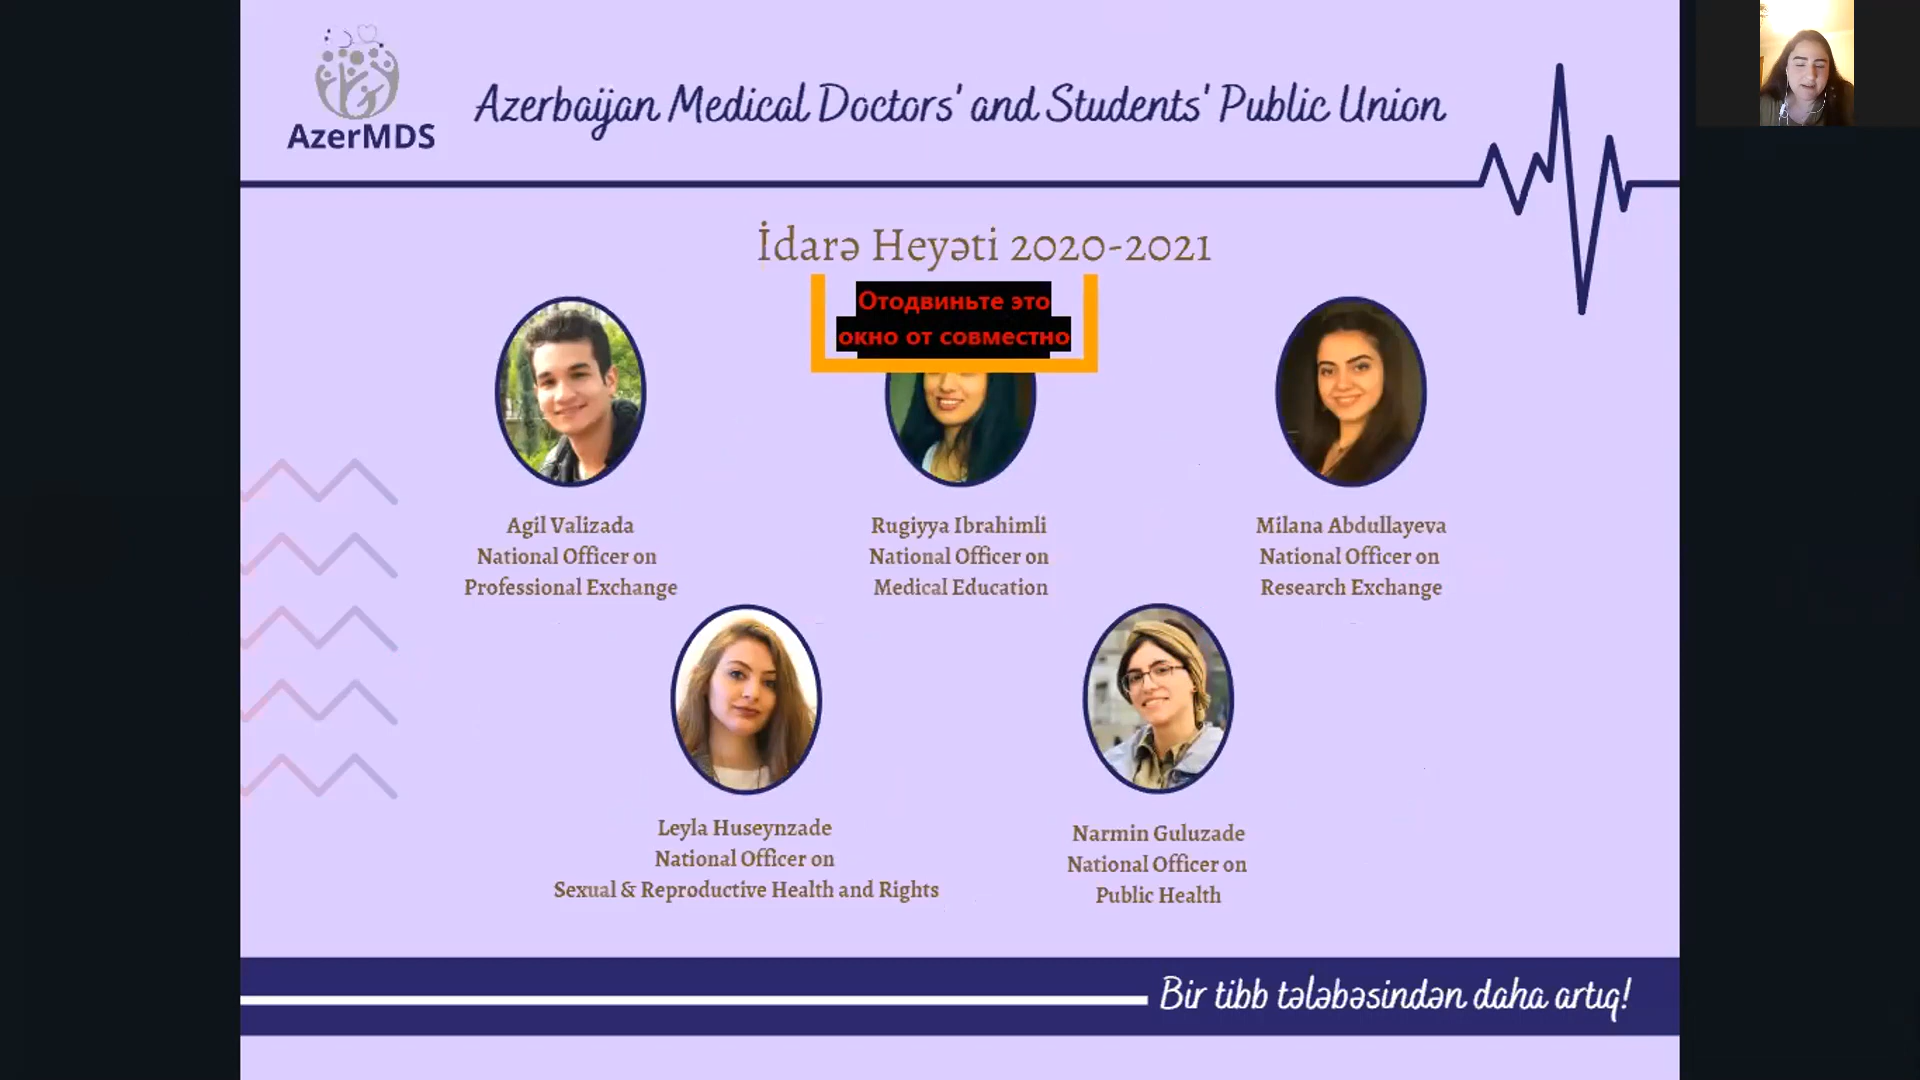 AzerMDS
Azerbaijan Medical Doctors' and Students' Public Union
İdarə Heyəti 2020-2021
Отодвиньте это
окно от совместно
Agil Valizada
National Officer on
Professional Exchange
Rugiyya Ibrahimli
National Officer on
Medical Education
Milana Abdullayeva
National Officer on
Research Exchange
Leyla Huseynzade
National Officer on
Sexual & Reproductive Health and Rights
Narmin Guluzade
National Officer on
Public Health
Bir tibb tələbəsindən daha artıq!